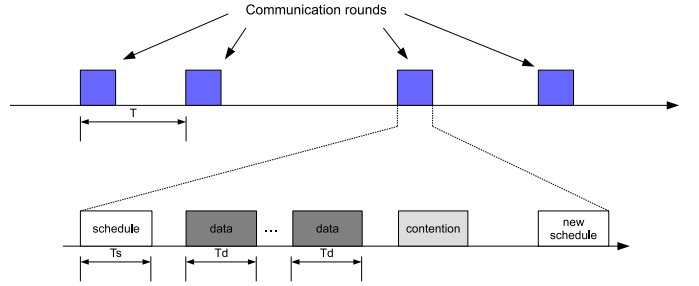 Communication rounds
T
schedule
data
...
data
contention
new
schedule
Ts
Td
Td